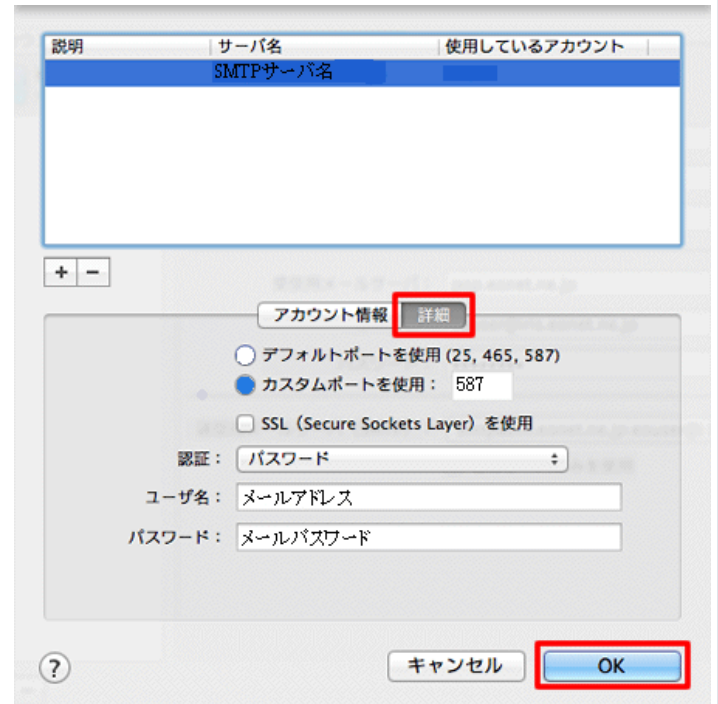 説明 サーバ名 使用しているアカウント
SMTPサーバ名
+ −
アカウント情報 詳細
デフォルトポートを使用 (25, 465, 587)
カスタムポートを使用： 587
SSL（Secure Sockets Layer）を使用
認証： パスワード
ユーザ名： メールアドレス
パスワード： メールパスワード
? キャンセル OK